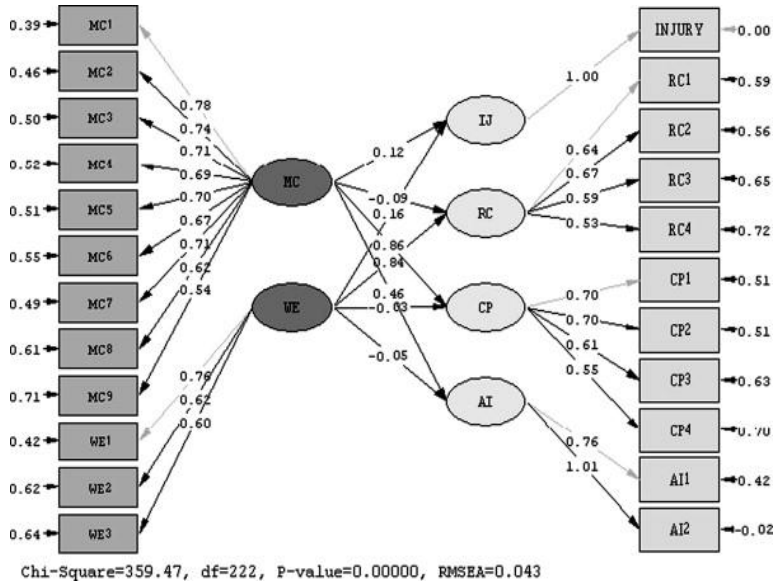 0.39 MC1
0.46 MC2
0.50 MC3
0.52 MC4
0.51 MC5
0.55 MC6
0.49 MC7
0.61 MC8
0.71 MC9
0.42 WE1
0.62 WE2
0.64 WE3
0.78
0.74
0.71
0.69
0.70
0.67
0.71
0.62
0.54
0.76
0.62
0.60
MC
WE
0.12
-0.09
0.16
0.86
0.84
0.46
-0.03
-0.05
IJ
RC
CP
AI
1.00
0.64
0.67
0.59
0.53
0.70
0.70
0.61
0.55
0.76
1.01
INJURY 0.00
RC1 0.59
RC2 0.56
RC3 0.65
RC4 0.72
CP1 0.51
CP2 0.51
CP3 0.63
CP4 0.70
AI1 0.42
AI2 -0.02
Chi-Square=359.47, df=222, P-value=0.00000, RMSEA=0.043